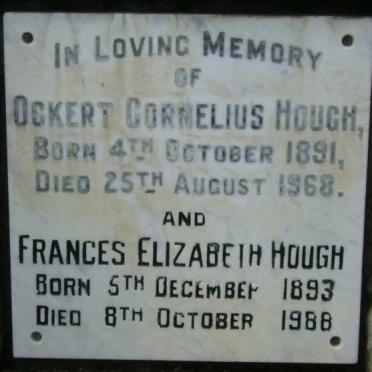 IN LOVING MEMORY
OF
OCKERT CORNELIUS HOUGH,
BORN 4TH OCTOBER 1891,
DIED 25TH AUGUST 1968.
AND
FRANCES ELIZABETH HOUGH
BORN 5TH DECEMBER 1893
DIED 8TH OCTOBER 1988